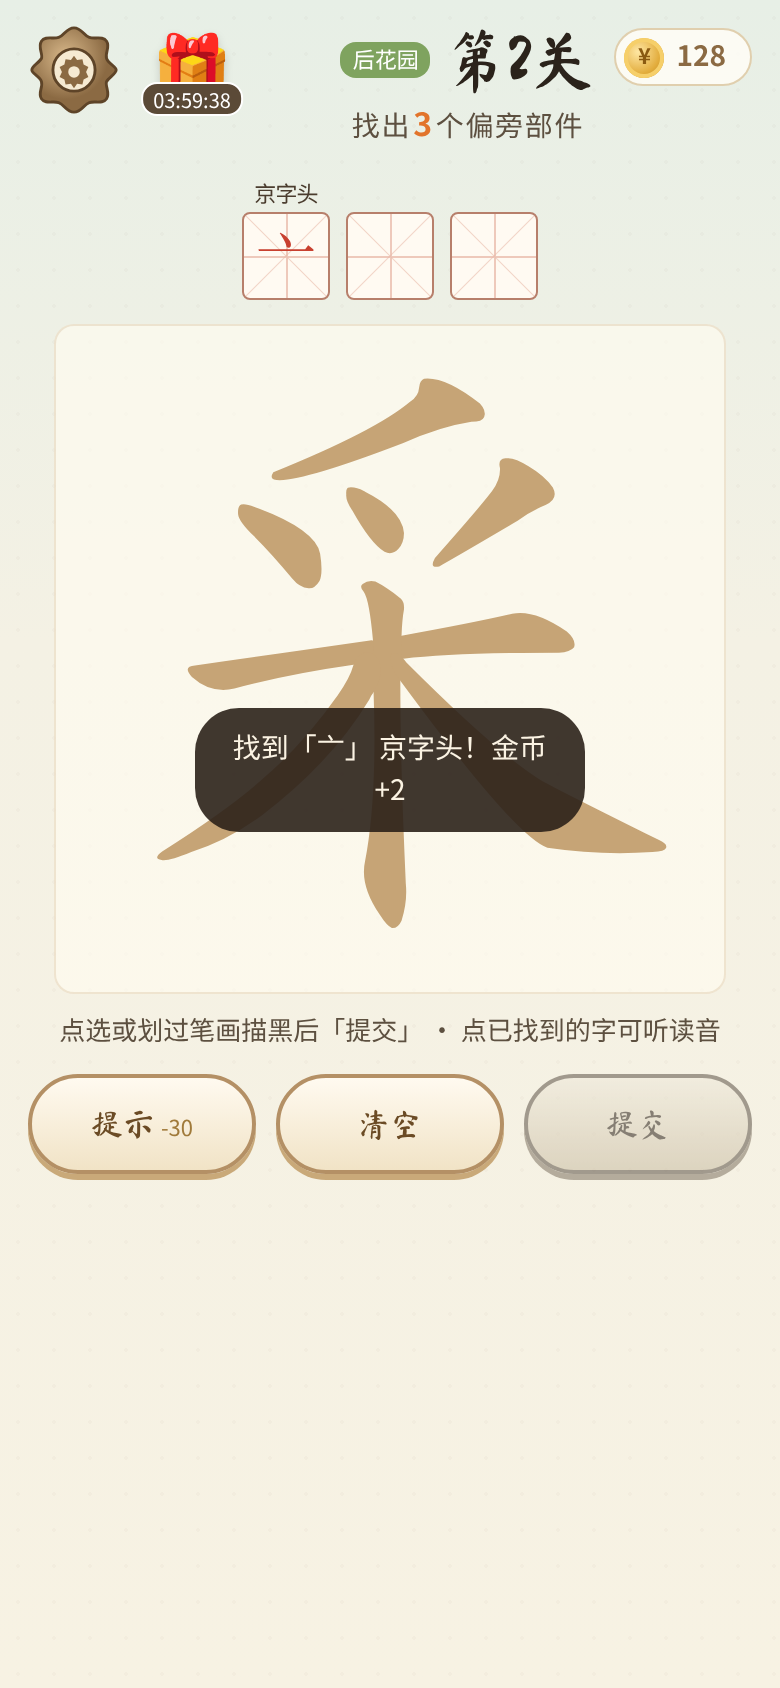 后花园 第2关
¥ 128
03:59:38
找出3个偏旁部件
京字头
亠
采
找到「亠」 京字头！金币
+2
点选或划过笔画描黑后「提交」 · 点已找到的字可听读音
提示 -30
清空
提交